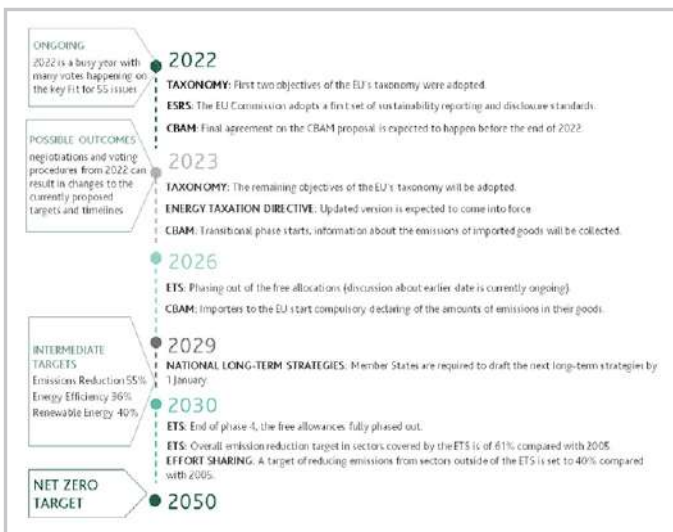 ONGOING
2022 is a busy year with
many votes happening on
the key Fit for 55 issues
2022
TAXONOMY: First two objectives of the EU's taxonomy were adopted.
ESRS: The EU Commission adopts a first set of sustainability reporting and disclosure standards.
CBAM: Final agreement on the CBAM proposal is expected to happen before the end of 2022.
POSSIBLE OUTCOMES
negiotiations and voting
procedures from 2022 can
result in changes to the
currently proposed
targets and timelines
2023
TAXONOMY: The remaining objectives of the EU's taxonomy will be adopted.
ENERGY TAXATION DIRECTIVE: Updated version is expected to come into force
CBAM: Transitional phase starts, information about the emissions of imported goods will be collected.
2026
ETS: Phasing out of the free allocations (discussion about earlier date is currently ongoing)
CBAM: Importers to the EU start compulsory declaring of the amounts of emissions in their goods.
INTERMEDIATE
TARGETS
Emissions Reduction 55%
Energy Efficiency 36%
Renewable Energy 40%
2029
NATIONAL LONG-TERM STRATEGIES: Member States are required to draft the next long-term strategies by
1 January.
2030
ETS: End of phase 4, the free allowances fully phased out.
ETS: Overall emission reduction target in sectors covered by the ETS is of 61% compared with 2005
EFFORT SHARING: A target of reducing emissions from sectors outside of the ETS is set to 40% compared
with 2005.
NET ZERO
TARGET
2050